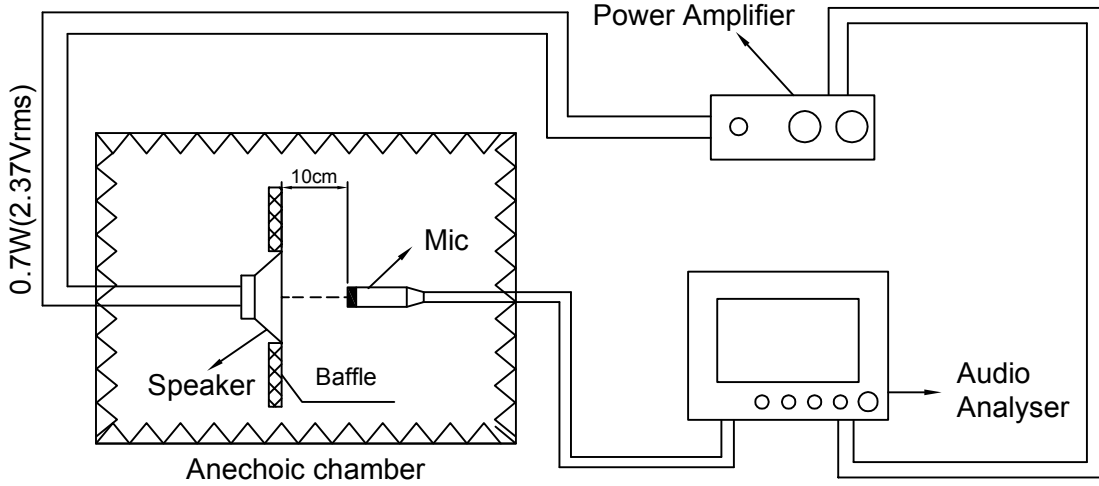 Power Amplifier
0.7W(2.37Vrms)
10cm
Mic
Speaker
Baffle
Audio
Analyser
Anechoic chamber